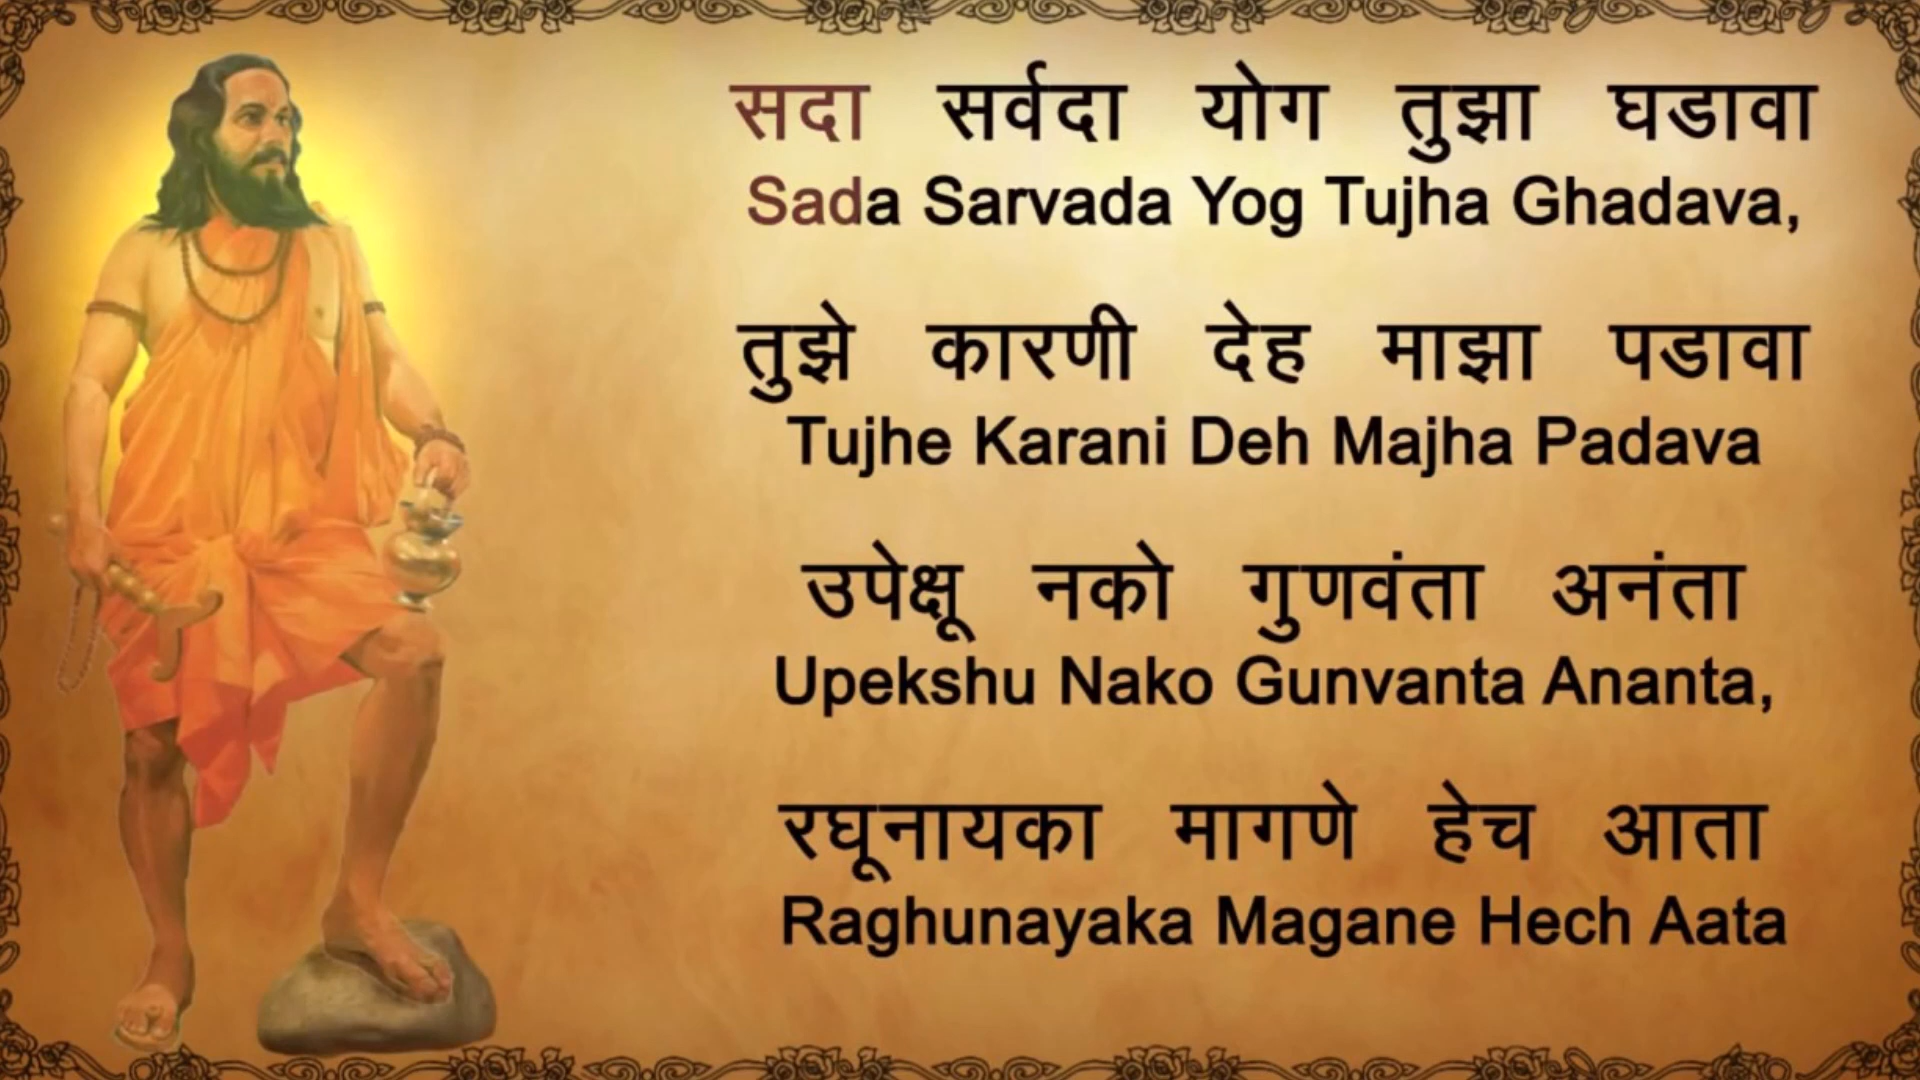 सदा सर्वदा योग तुझा घडावा
Sada Sarvada Yog Tujha Ghadava,
तुझे कारणी देह माझा पडावा
Tujhe Karani Deh Majha Padava
उपेक्षू नको गुणवंता अनंता
Upekshu Nako Gunvanta Ananta,
रघूनायका मागणे हेच आता
Raghunayaka Magane Hech Aata